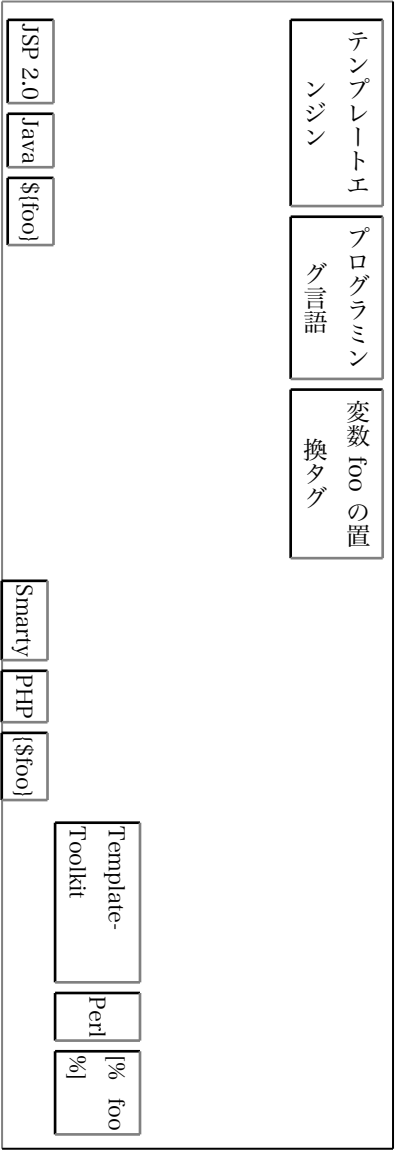 テンプレートエ
ンジン
プログラミン
グ言語
変数 foo の置
換タグ
JSP 2.0
Java
${foo}
Smarty
PHP
{$foo}
Template-
Toolkit
Perl
[% foo
%]